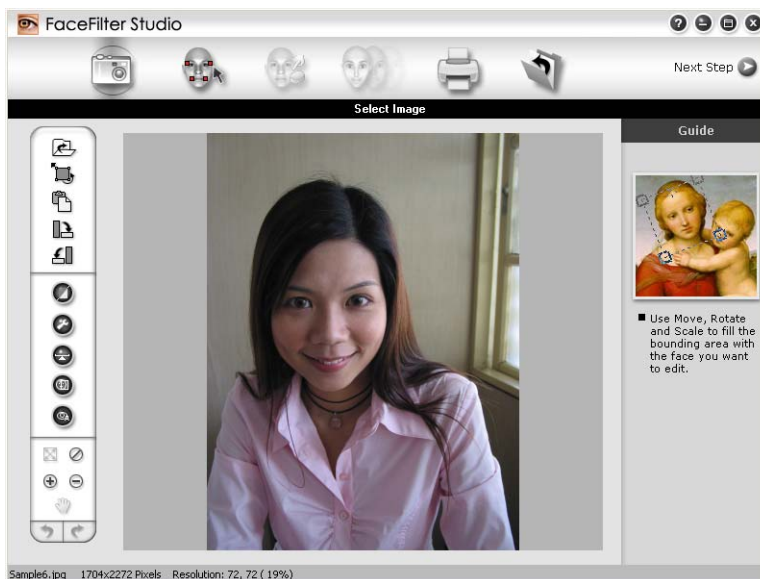 FaceFilter Studio
Next Step
Select Image
Guide
Use Move, Rotate
and Scale to fill the
bounding area with
the face you want
to edit.
Sample6.jpg 1704x2272 Pixels Resolution: 72, 72 ( 19%)